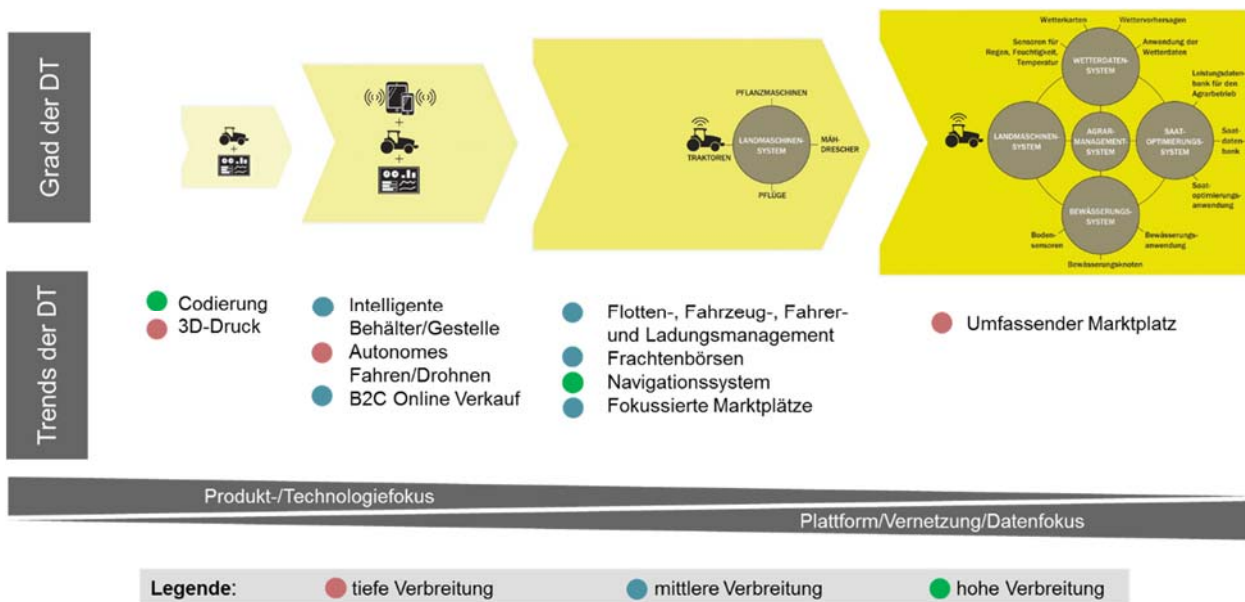 Grad der DT
PFLANZMASCHINEN
LANDMASCHINEN-
SYSTEM
TRAKTOREN
MÄH-
DRESCHER
PFLÜGE
Wetterkarten
Wettervorhersagen
Sensoren für
Regen, Feuchtigkeit,
Temperatur
Anwendung der
Wetterdaten
WETTERDATEN-
SYSTEM
Leistungsdaten-
bank für den
Agrarbetrieb
LANDMASCHINEN-
SYSTEM
AGRAR-
MANAGEMENT-
SYSTEM
SAAT-
OPTIMIERUNGS-
SYSTEM
Saat-
daten-
bank
Saat-
optimierungs-
anwendung
BEWÄSSERUNGS-
SYSTEM
Boden-
sensoren
Bewässerungs-
anwendung
Bewässerungsknoten
Trends der DT
Codierung
3D-Druck
Intelligente
Behälter/Gestelle
Autonomes
Fahren/Drohnen
B2C Online Verkauf
Flotten-, Fahrzeug-, Fahrer-
und Ladungsmanagement
Frachtenbörsen
Navigationssystem
Fokussierte Marktplätze
Umfassender Marktplatz
Produkt-/Technologiefokus
Plattform/Vernetzung/Datenfokus
Legende: tiefe Verbreitung mittlere Verbreitung hohe Verbreitung